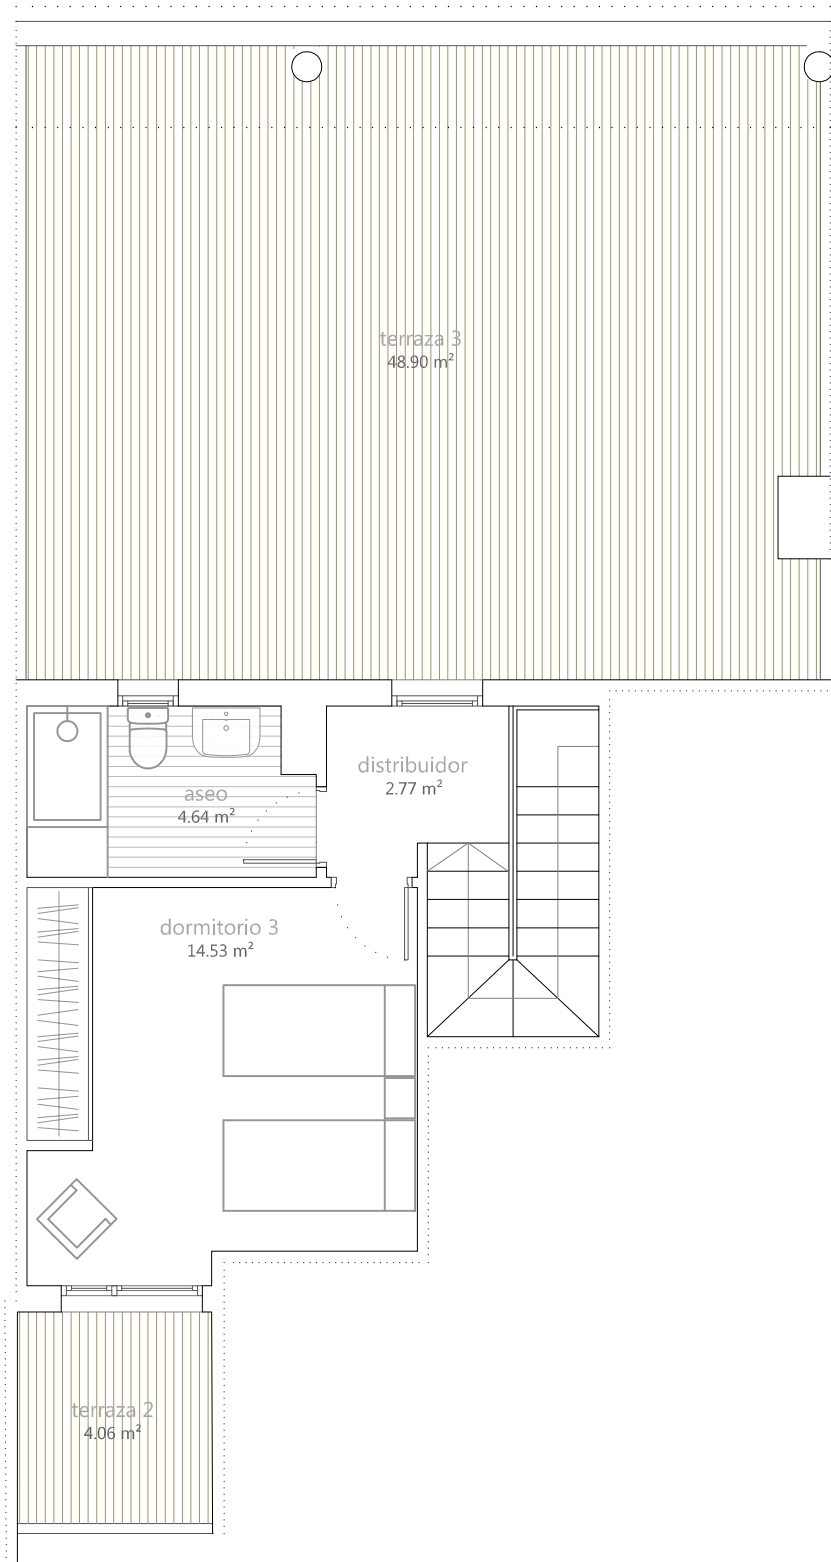 terraza 3
48.90 m²
distribuidor
2.77 m²
aseo
4.64 m²
dormitorio 3
14.53 m²
terraza 2
4.06 m²